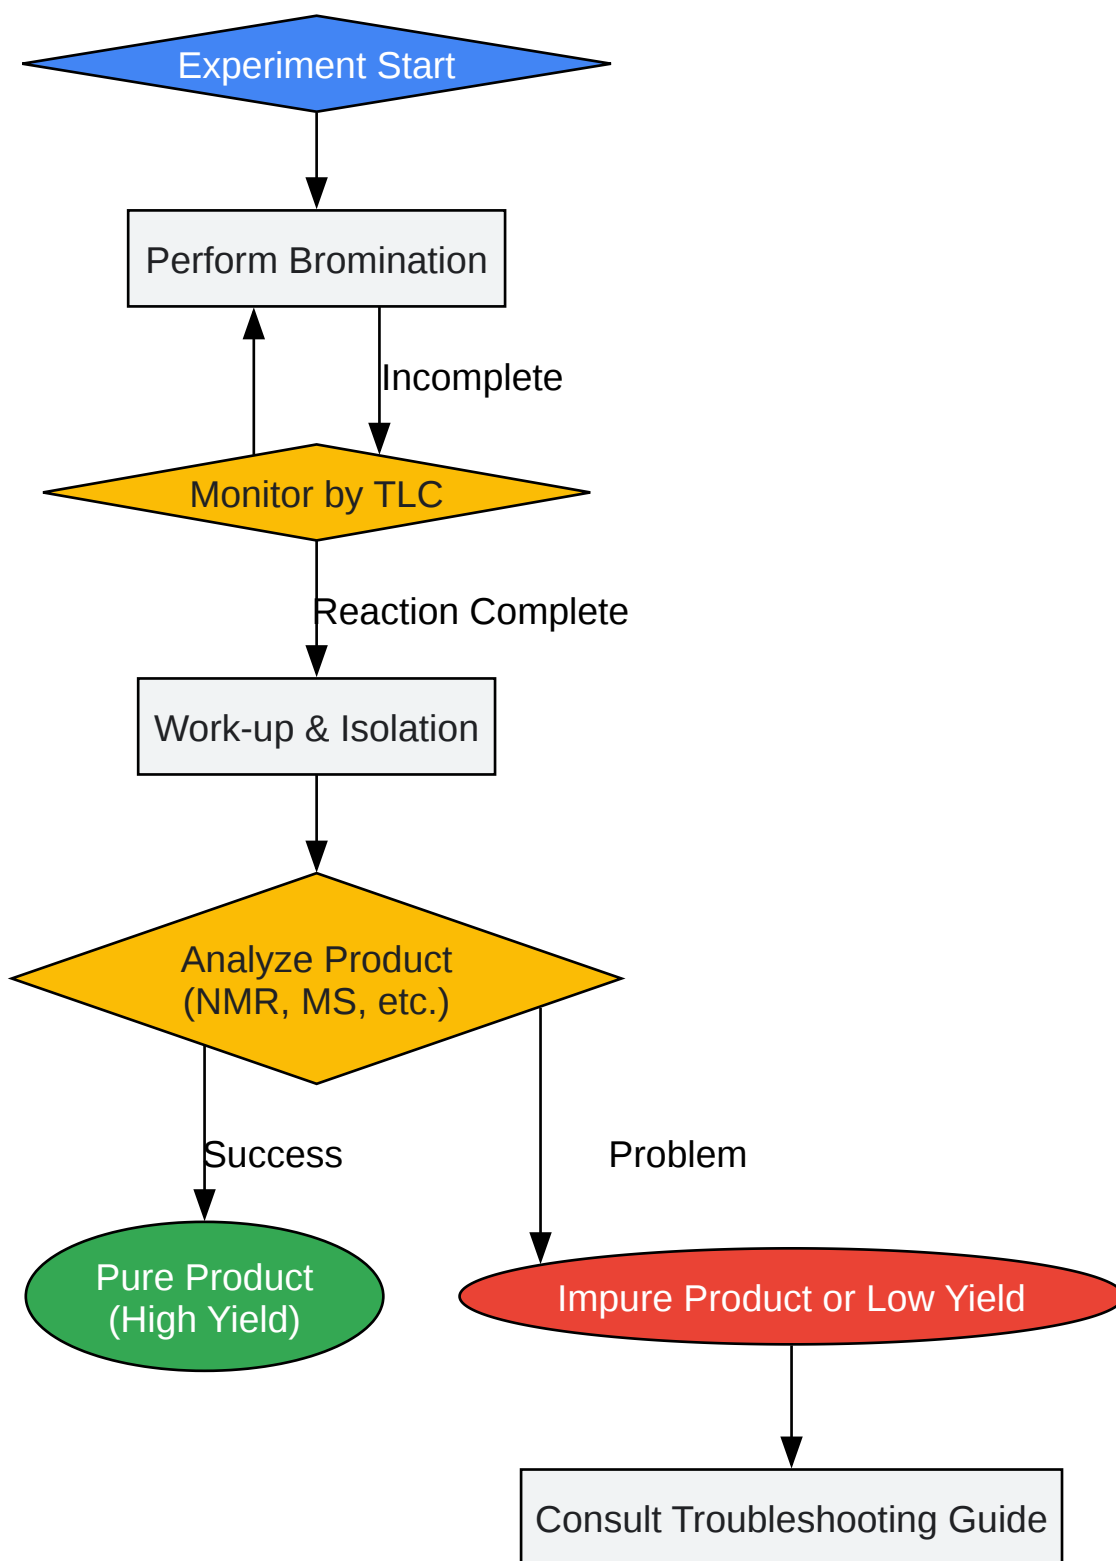 Experiment Start
Perform Bromination
Incomplete
Monitor by TLC
Reaction Complete
Work-up & Isolation
Analyze Product
(NMR, MS, etc.)
Success
Problem
Pure Product
(High Yield)
Impure Product or Low Yield
Consult Troubleshooting Guide